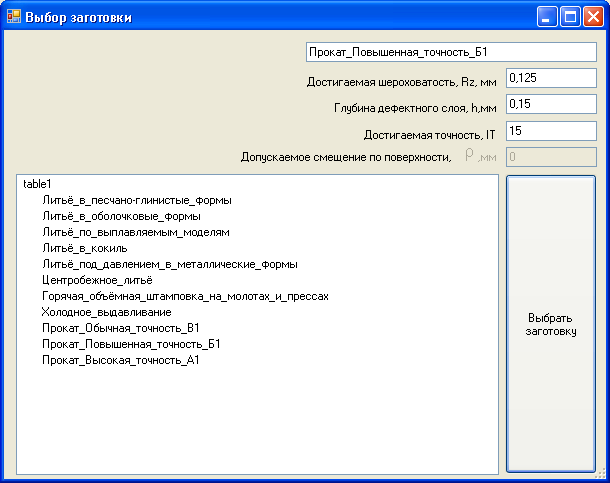 Выбор заготовки
Прокат_Повышенная_точность_Б1
Достигаемая шероховатость, Rz, мм 0,125
Глубина дефектного слоя, h,мм 0,15
Достигаемая точность, IT 15
Допускаемое смещение по поверхности, ρ ,мм 0
table1
Литьё_в_песчано-глинистые_формы
Литьё_в_оболочковые_формы
Литьё_по_выплавляемым_моделям
Литьё_в_кокиль
Литьё_под_давлением_в_металлические_формы
Центробежное_литьё
Горячая_объёмная_штамповка_на_молотах_и_прессах
Холодное_выдавливание
Прокат_Обычная_точность_В1
Прокат_Повышенная_точность_Б1
Прокат_Высокая_точность_А1
Выбрать
заготовку